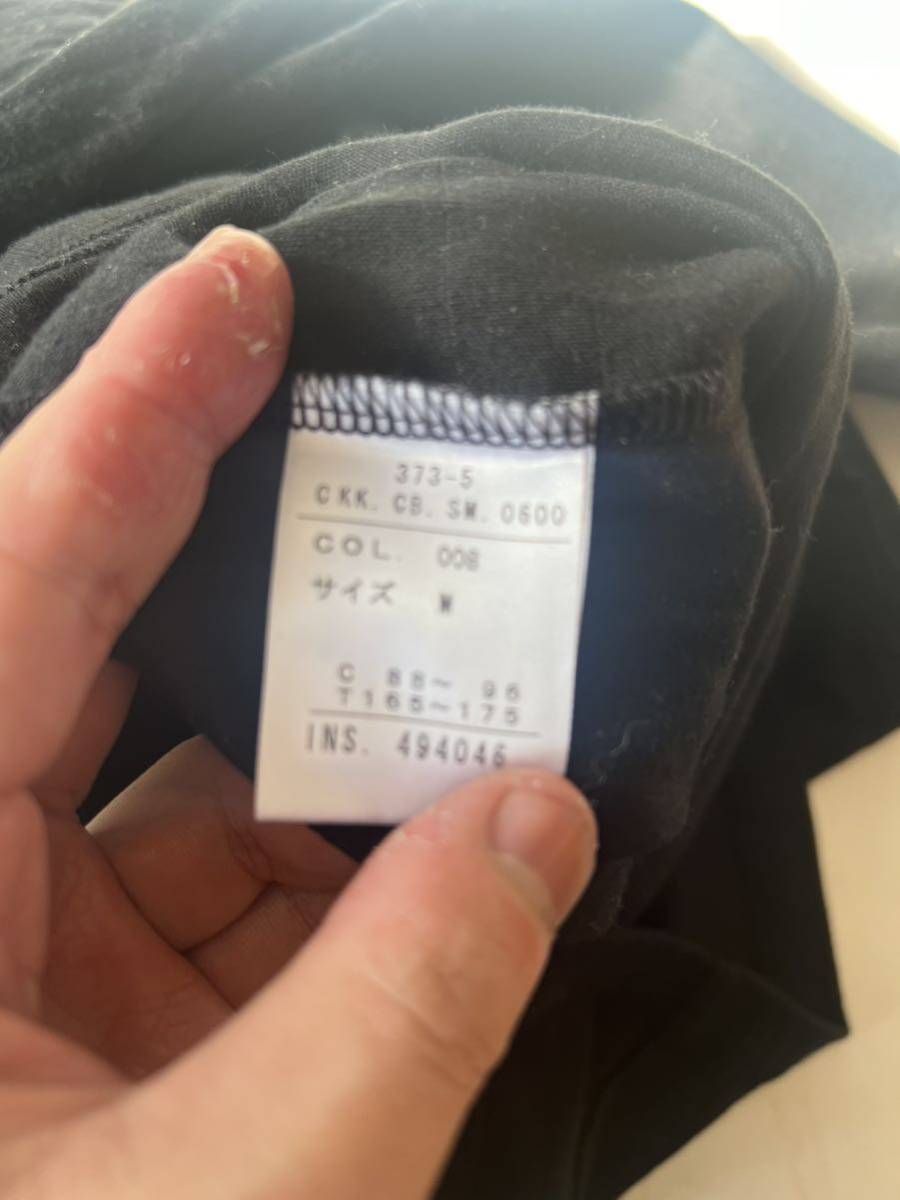 373-5
CKK. CB. SM. 0600
COL. 008
サイズ M
C 88～ 96
T165～175
INS. 494046